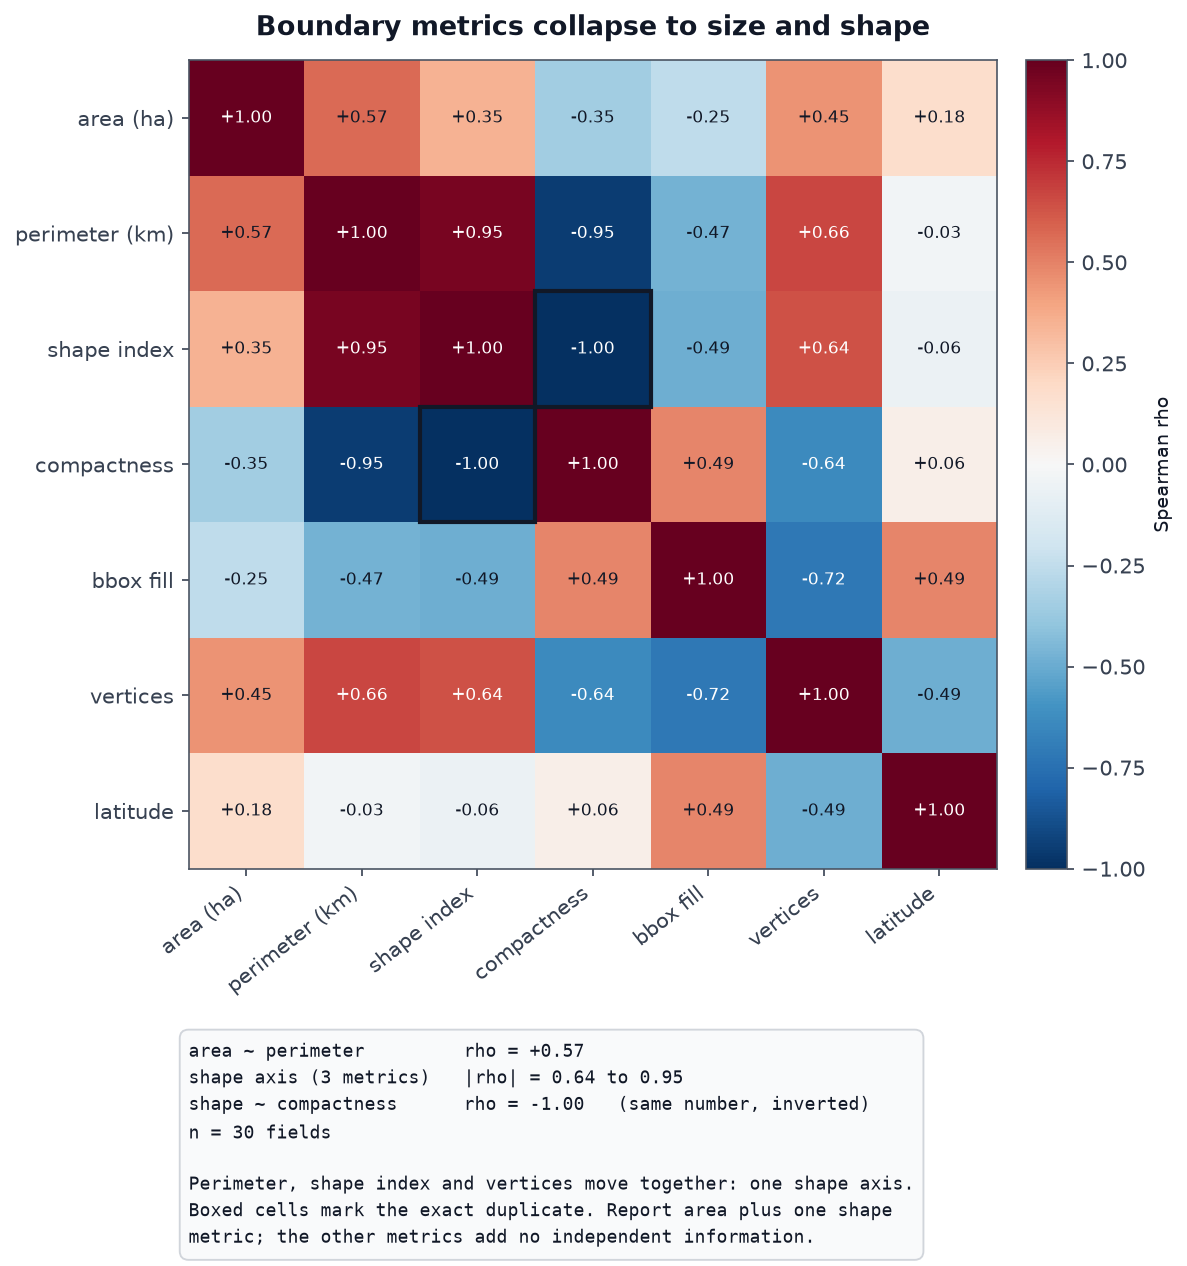 Boundary metrics collapse to size and shape
area (ha) +1.00 +0.57 +0.35 -0.35 -0.25 +0.45 +0.18
perimeter (km) +0.57 +1.00 +0.95 -0.95 -0.47 +0.66 -0.03
shape index +0.35 +0.95 +1.00 -1.00 -0.49 +0.64 -0.06
compactness -0.35 -0.95 -1.00 +1.00 +0.49 -0.64 +0.06
bbox fill -0.25 -0.47 -0.49 +0.49 +1.00 -0.72 +0.49
vertices +0.45 +0.66 +0.64 -0.64 -0.72 +1.00 -0.49
latitude +0.18 -0.03 -0.06 +0.06 +0.49 -0.49 +1.00
area (ha) perimeter (km) shape index compactness bbox fill vertices latitude
1.00
0.75
0.50
0.25
0.00
−0.25
−0.50
−0.75
−1.00
Spearman rho
area ~ perimeter rho = +0.57
shape axis (3 metrics) |rho| = 0.64 to 0.95
shape ~ compactness rho = -1.00 (same number, inverted)
n = 30 fields
Perimeter, shape index and vertices move together: one shape axis.
Boxed cells mark the exact duplicate. Report area plus one shape
metric; the other metrics add no independent information.